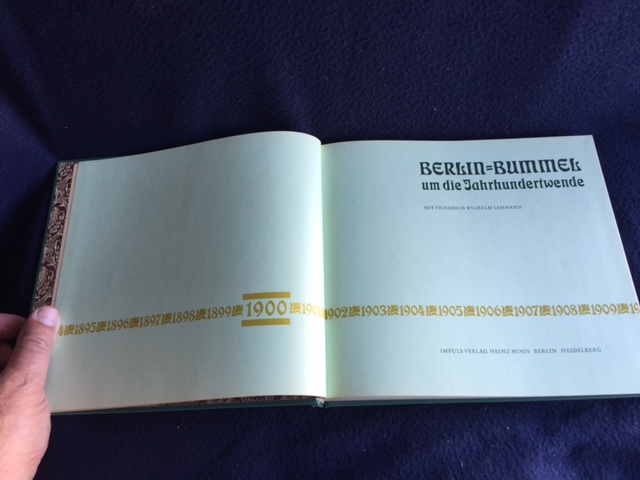 BERLIN=BUMMEL
um die Jahrhundertwende
MIT FRIEDRICH WILHELM LEHMANN
1895 1896 1897 1898 1899 1900 1902 1903 1904 1905 1906 1907 1908 1909
IMPULS VERLAG HEINZ MOOS BERLIN HEIDELBERG